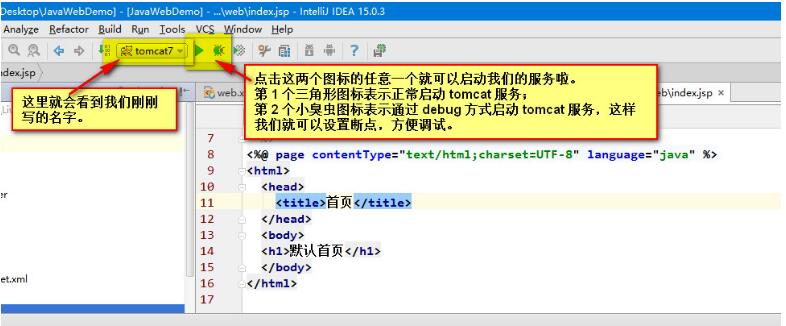 Desktop\JavaWebDemo] - [JavaWebDemo] - ...\web\index.jsp - IntelliJ IDEA 15.0.3
Analyze Refactor Build Run Tools VCS Window Help
tomcat7
ndex.jsp
web.x
b\index.jsp ×
这里就会看到我们刚刚
写的名字。
点击这两个图标的任意一个就可以启动我们的服务啦。
第 1 个三角形图标表示正常启动 tomcat 服务;
第 2 个小臭虫图标表示通过 debug 方式启动 tomcat 服务，这样
我们就可以设置断点，方便调试。
7
8 <%@ page contentType="text/html;charset=UTF-8" language="java" %>
9 <html>
10 <head>
11 <title>首页</title>
12 </head>
13 <body>
14 <h1>默认首页</h1>
15 </body>
16 </html>
17
er
et.xml